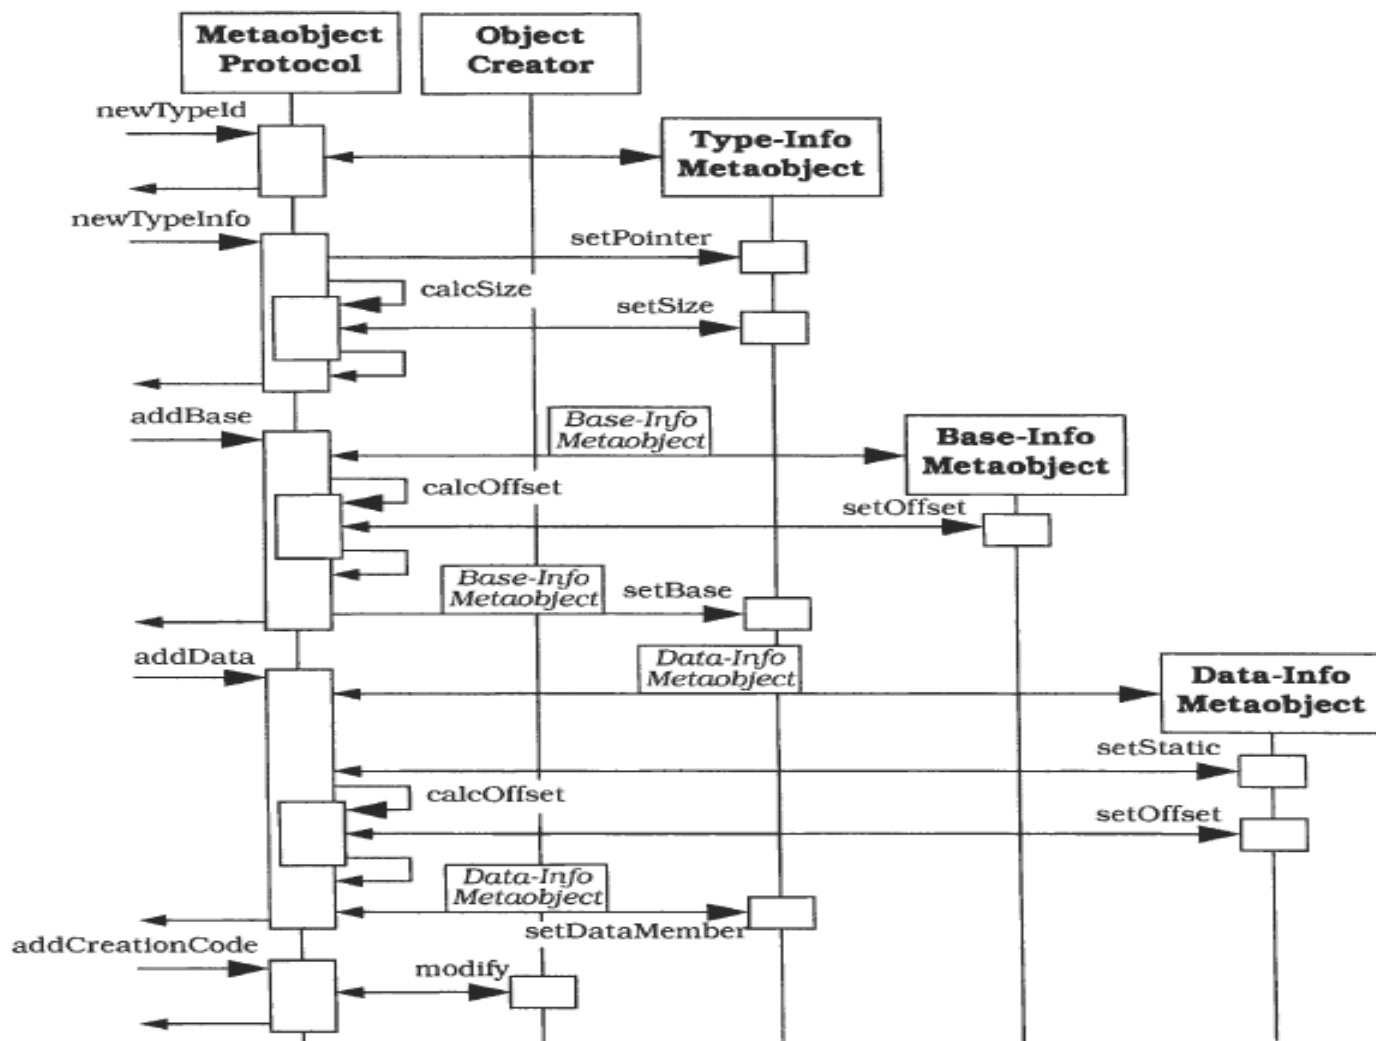 Metaobject
Protocol
Object
Creator
newTypeId
Type-Info
Metaobject
newTypeInfo
setPointer
calcSize
setSize
addBase
Base-Info
Metaobject
Base-Info
Metaobject
calcOffset
setOffset
Base-Info
Metaobject
setBase
addData
Data-Info
Metaobject
Data-Info
Metaobject
setStatic
calcOffset
setOffset
Data-Info
Metaobject
setDataMember
addCreationCode
modify